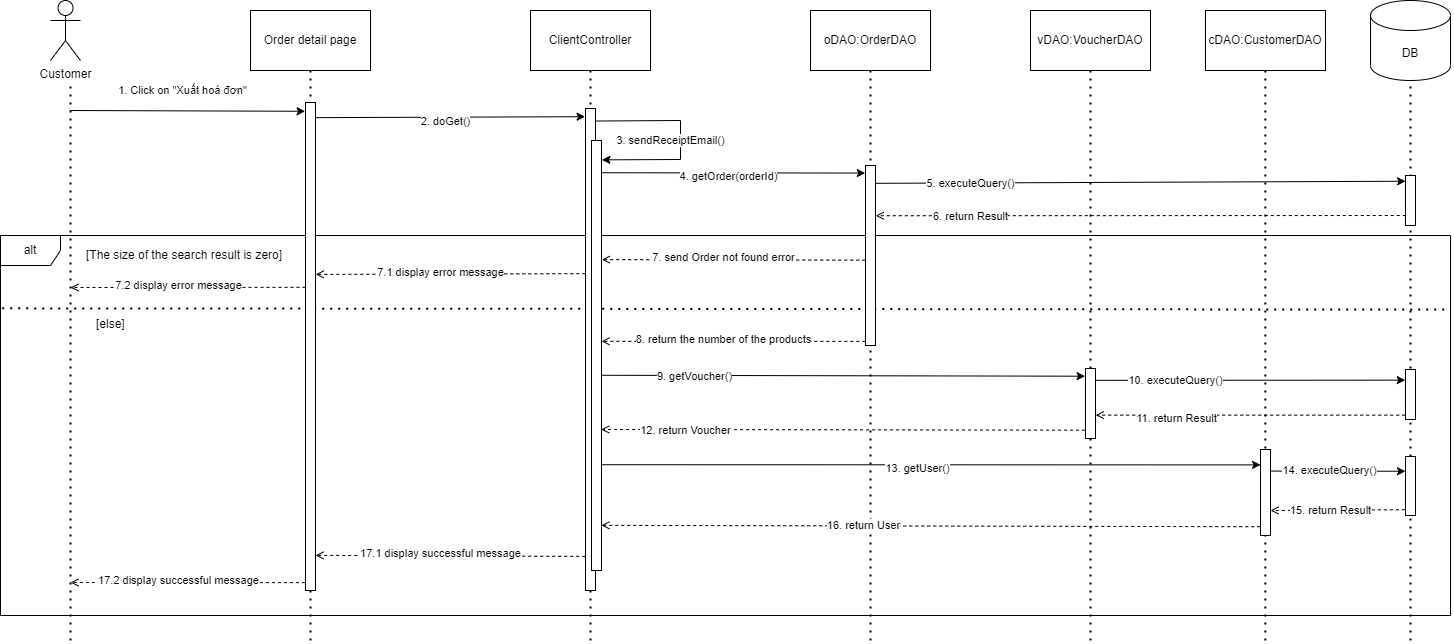 Customer
Order detail page
ClientController
oDAO:OrderDAO
vDAO:VoucherDAO
cDAO:CustomerDAO
DB
1. Click on "Xuất hoá đơn"
2. doGet()
3. sendReceiptEmail()
4. getOrder(orderId)
5. executeQuery()
6. return Result
alt
[The size of the search result is zero]
7. send Order not found error
7.1 display error message
7.2 display error message
[else]
8. return the number of the products
9. getVoucher()
10. executeQuery()
11. return Result
12. return Voucher
13. getUser()
14. executeQuery()
15. return Result
16. return User
17.1 display successful message
17.2 display successful message